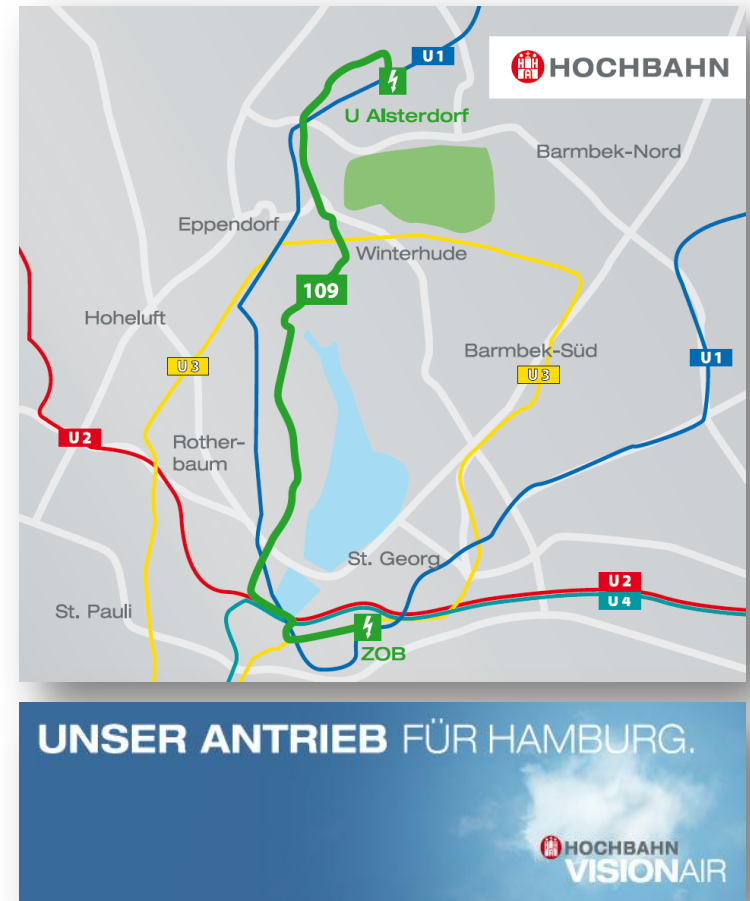 U1
HOCHBAHN
U Alsterdorf
Barmbek-Nord
Eppendorf
Winterhude
109
Hoheluft
Barmbek-Süd
U3
U3
U1
U2
Rother-
baum
St. Georg
U2
U4
St. Pauli
ZOB
UNSER ANTRIEB FÜR HAMBURG.
HOCHBAHN
VISIONAIR